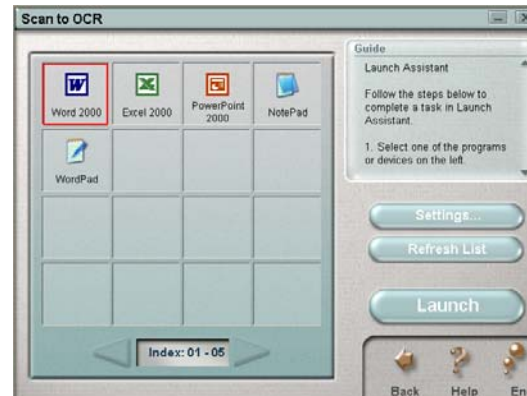 Scan to OCR
Word 2000
Excel 2000
PowerPoint
2000
NotePad
WordPad
Index: 01 - 05
Guide
Launch Assistant
Follow the steps below to
complete a task in Launch
Assistant.
1. Select one of the programs
or devices on the left.
Settings...
Refresh List
Launch
Back
Help
En